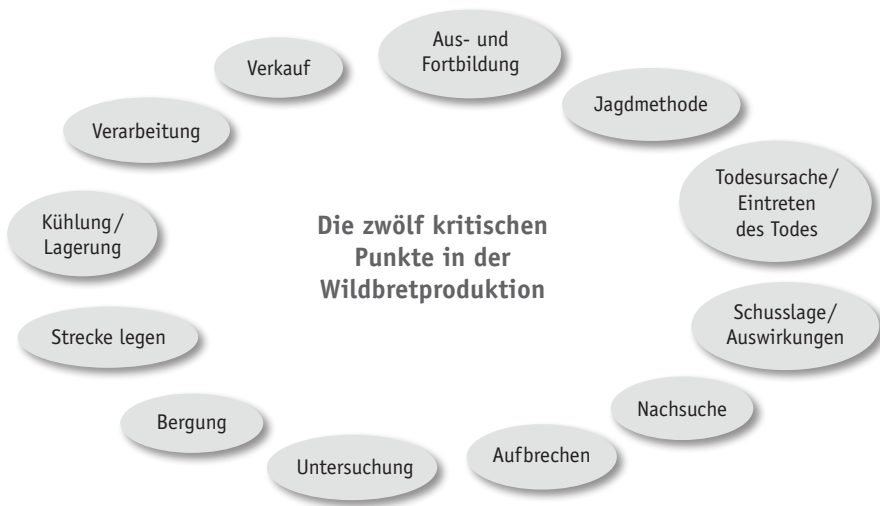 Die zwölf kritischen
Punkte in der
Wildbretproduktion
Aus- und
Fortbildung
Jagdmethode
Todesursache/
Eintreten
des Todes
Schusslage/
Auswirkungen
Nachsuche
Aufbrechen
Untersuchung
Bergung
Strecke legen
Kühlung/
Lagerung
Verarbeitung
Verkauf